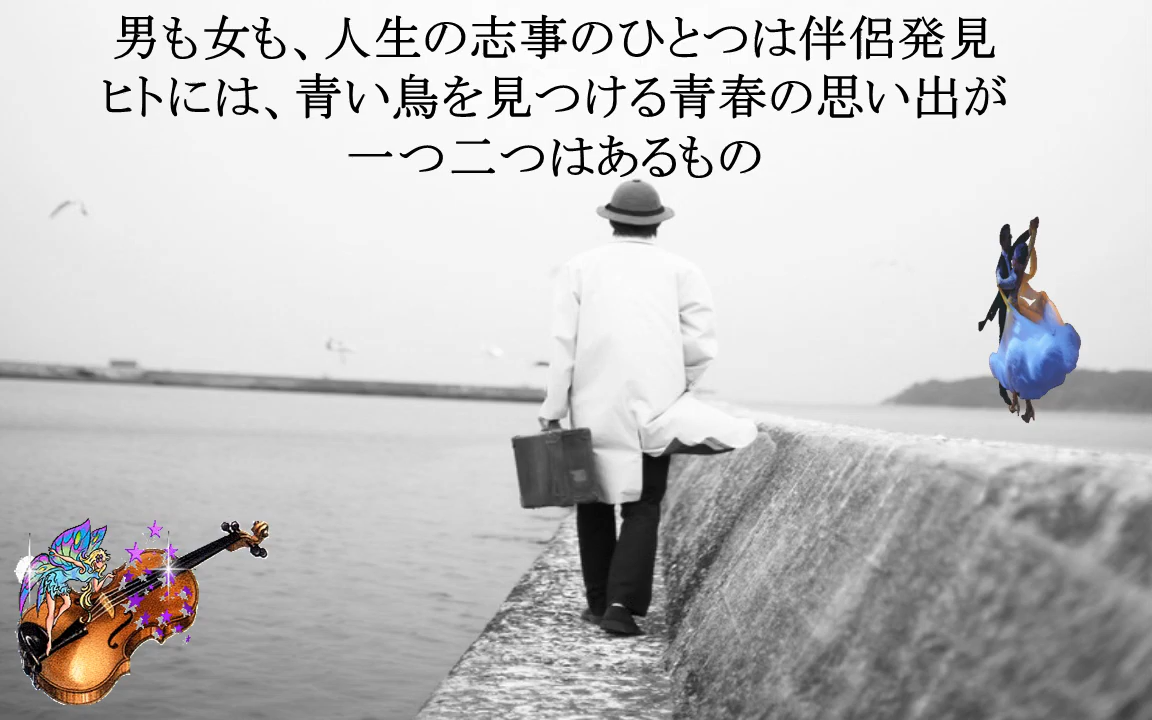 男も女も、人生の志事のひとつは伴侶発見
ヒトには、青い鳥を見つける青春の思い出が
一つ二つはあるもの